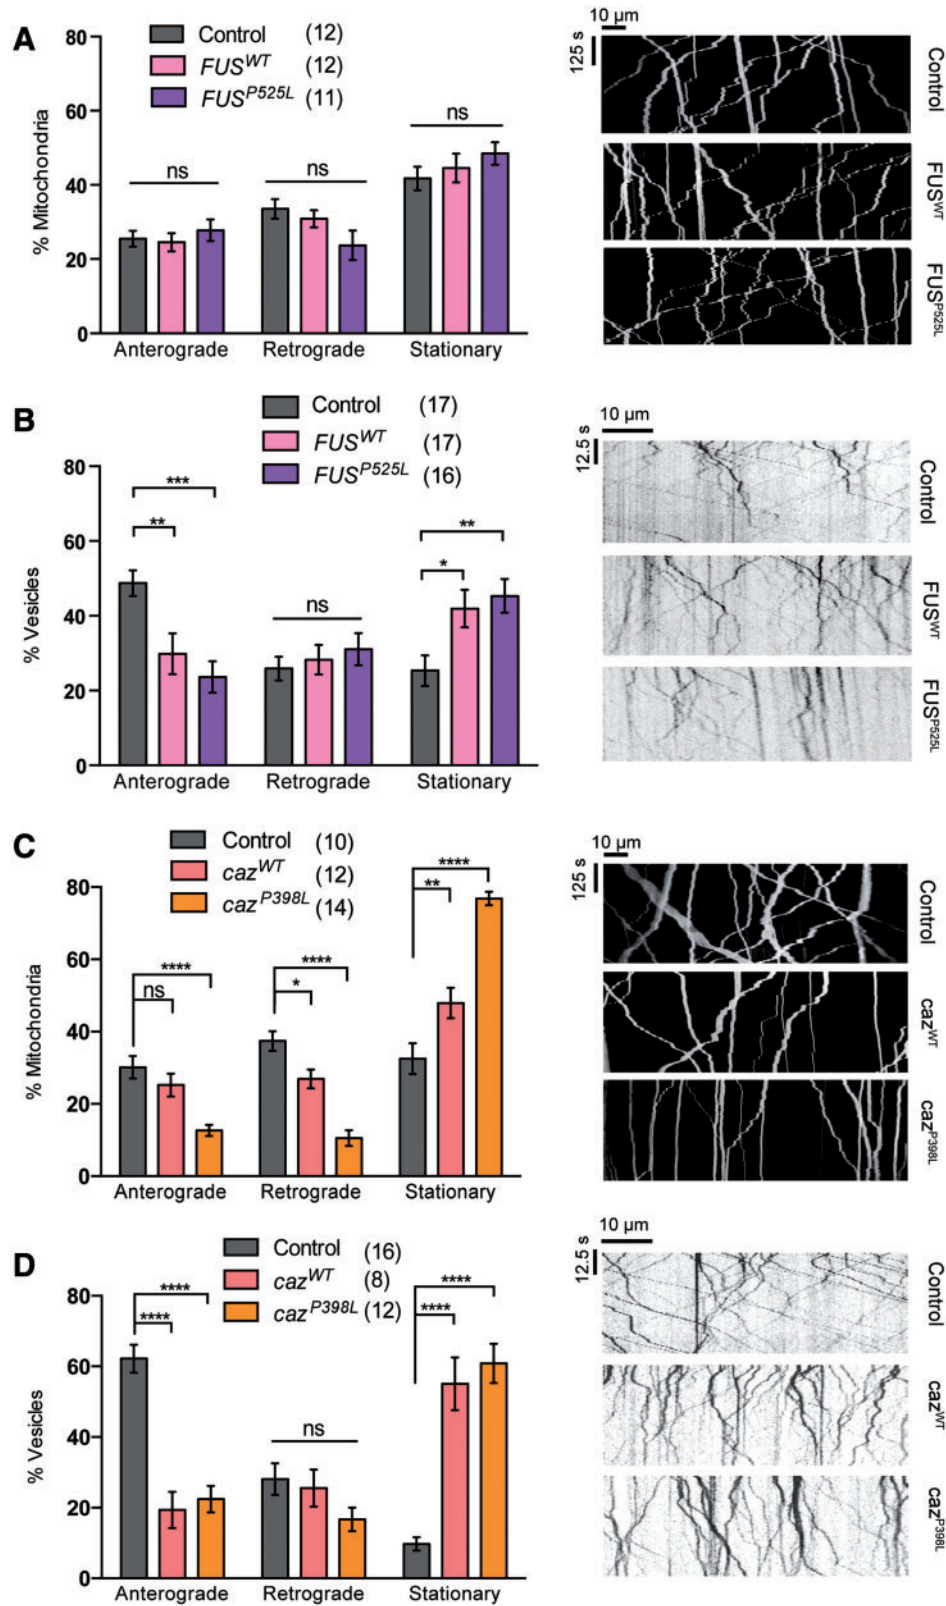 A
Control (12)
FUS^WT (12)
FUS^P525L (11)
% Mitochondria
80
60
40
20
0
ns
ns
ns
Anterograde
Retrograde
Stationary
10 µm
125 s
Control
FUS^WT
FUS^P525L
B
Control (17)
FUS^WT (17)
FUS^P525L (16)
% Vesicles
80
60
40
20
0
***
**
ns
**
*
Anterograde
Retrograde
Stationary
10 µm
12.5 s
Control
FUS^WT
FUS^P525L
C
Control (10)
caz^WT (12)
caz^P398L (14)
% Mitochondria
80
60
40
20
0
****
ns
****
*
****
**
Anterograde
Retrograde
Stationary
10 µm
125 s
Control
caz^WT
caz^P398L
D
Control (16)
caz^WT (8)
caz^P398L (12)
% Vesicles
80
60
40
20
0
****
****
ns
****
****
Anterograde
Retrograde
Stationary
10 µm
12.5 s
Control
caz^WT
caz^P398L